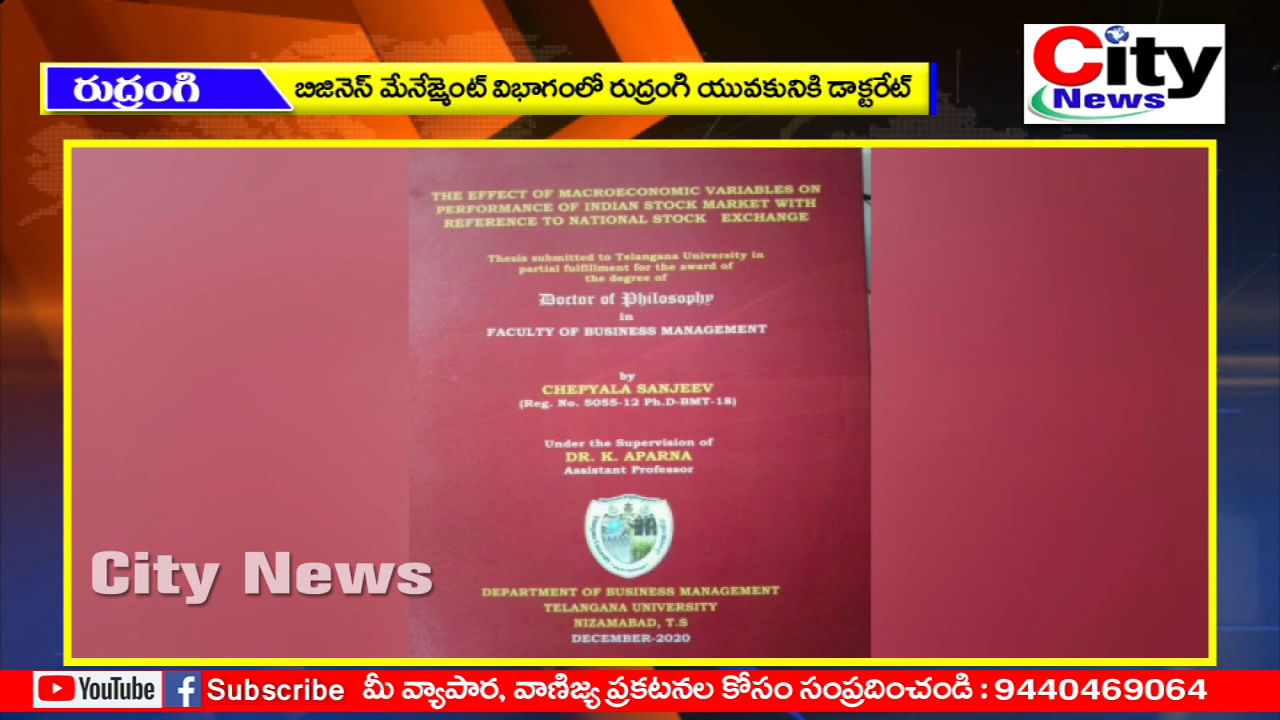 రుద్రంగి
బిజినెస్ మేనేజ్మెంట్ విభాగంలో రుద్రంగి యువకునికి డాక్టరేట్
City
News
THE EFFECT OF MACROECONOMIC VARIABLES ON
PERFORMANCE OF INDIAN STOCK MARKET WITH
REFERENCE TO NATIONAL STOCK EXCHANGE
Thesis submitted to Telangana University in
partial fulfillment for the award of
the degree of
Doctor of Philosophy
in
FACULTY OF BUSINESS MANAGEMENT
by
CHEPYALA SANJEEV
(Reg. No. 5055-12 Ph.D-BMT-18)
Under the Supervision of
DR. K. APARNA
Assistant Professor
City News
DEPARTMENT OF BUSINESS MANAGEMENT
TELANGANA UNIVERSITY
NIZAMABAD, T.S
DECEMBER-2020
YouTube f Subscribe మీ వ్యాపార, వాణిజ్య ప్రకటనల కోసం సంప్రదించండి : 9440469064